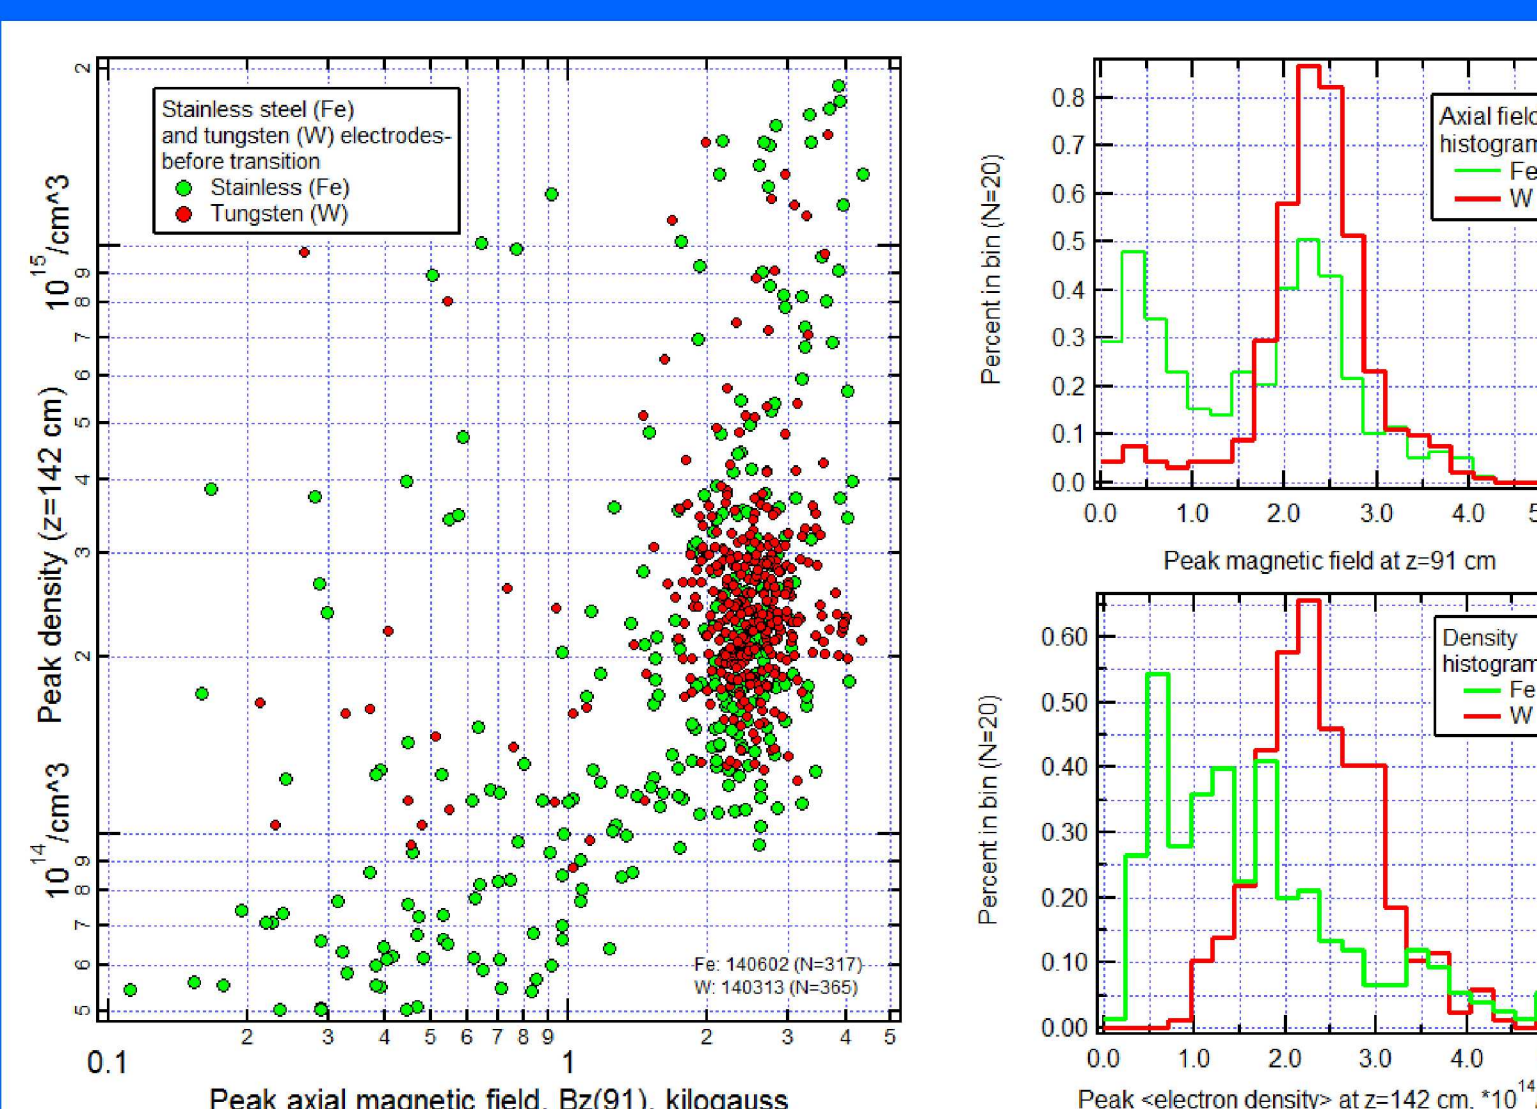 Stainless steel (Fe)
and tungsten (W) electrodes-
before transition
Stainless (Fe)
Tungsten (W)
Peak density (z=142 cm)
10^15/cm^3
10^14/cm^3
2
9
8
7
6
5
4
3
2
9
8
7
6
5
Fe: 140602 (N=317)
W: 140313 (N=365)
2 3 4 5 6 7 8 9 2 3 4 5
0.1 1
Peak axial magnetic field, Bz(91), kilogauss
Percent in bin (N=20)
0.8
0.7
0.6
0.5
0.4
0.3
0.2
0.1
0.0
Axial field
histogram
Fe
W
0.0 1.0 2.0 3.0 4.0 5
Peak magnetic field at z=91 cm
Percent in bin (N=20)
0.60
0.50
0.40
0.30
0.20
0.10
0.00
Density
histogram
Fe
W
0.0 1.0 2.0 3.0 4.0
Peak <electron density> at z=142 cm, *10^14